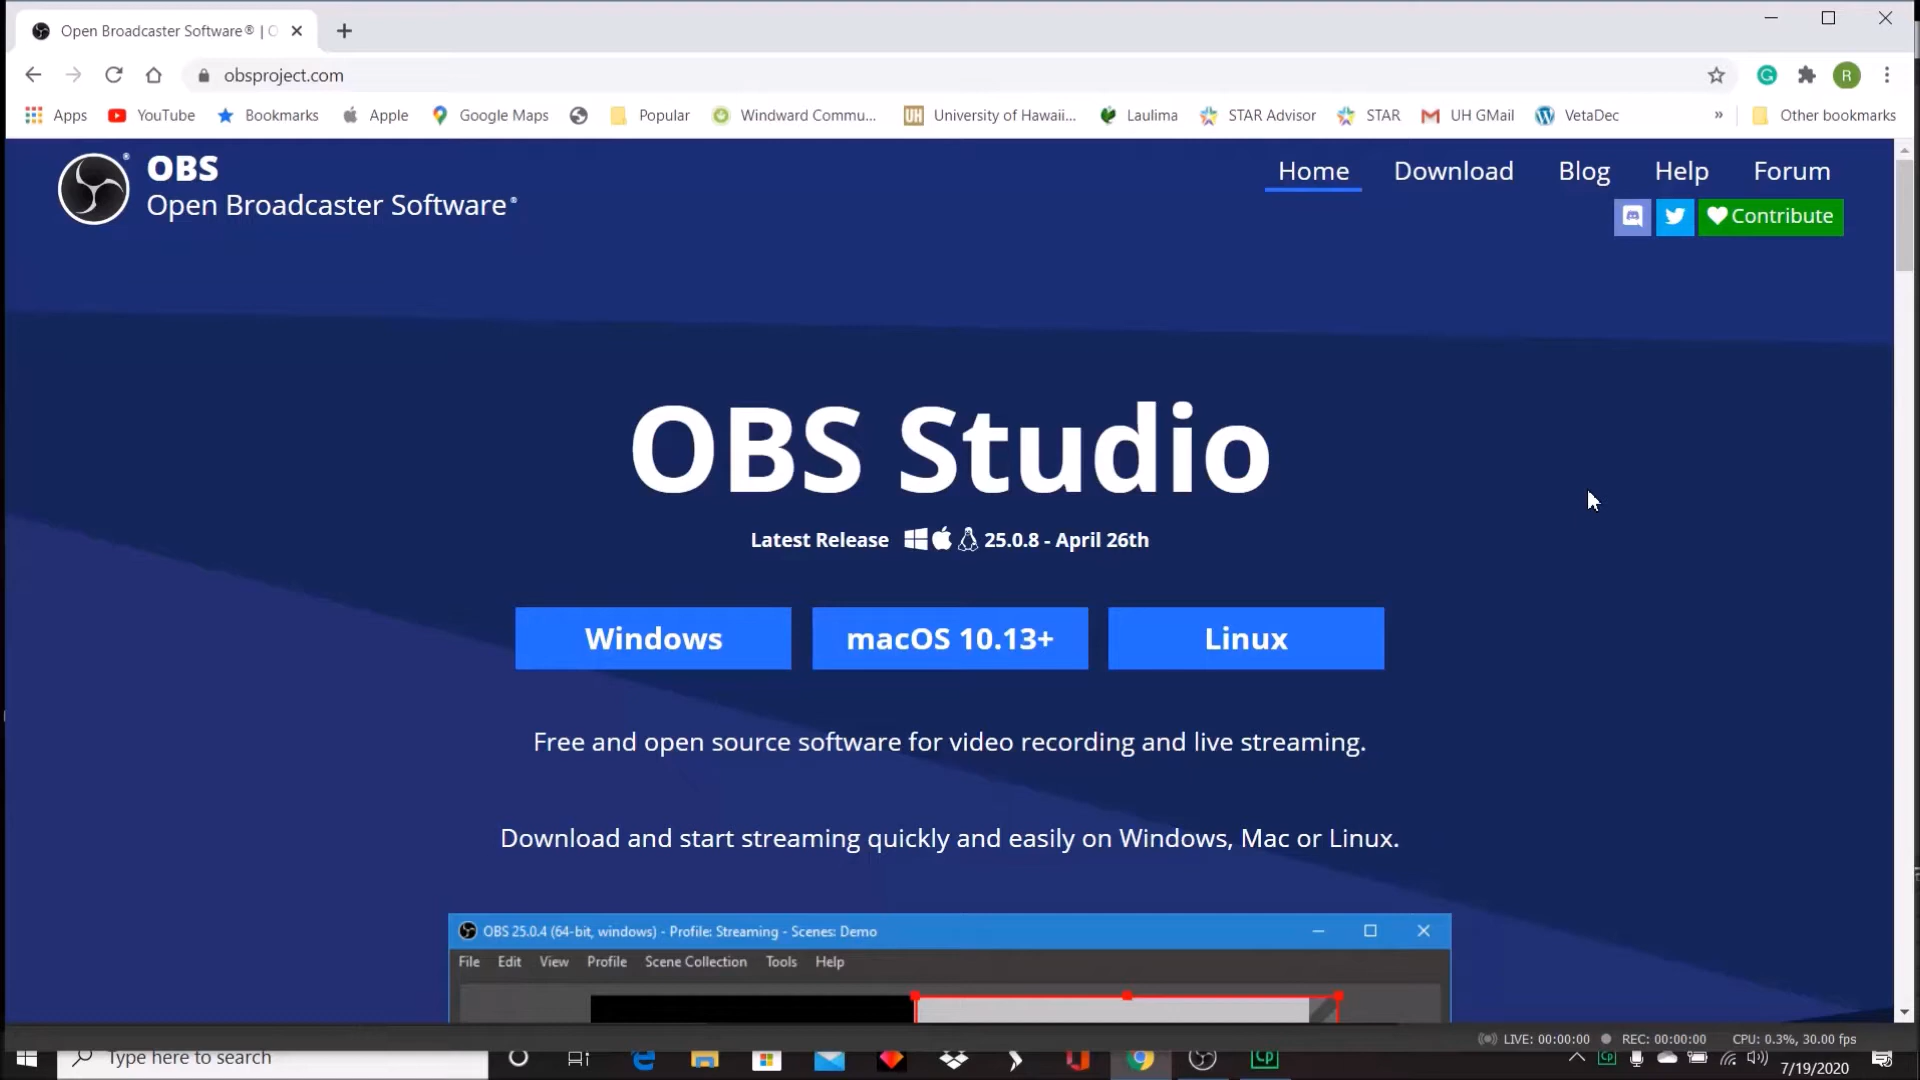 Open Broadcaster Software® | O
obsproject.com
Apps YouTube Bookmarks Apple Google Maps Popular Windward Commu... University of Hawaii... Laulima STAR Advisor STAR UH GMail VetaDec » Other bookmarks
R
OBS
Open Broadcaster Software®
Home Download Blog Help Forum
Contribute
OBS Studio
Latest Release 25.0.8 - April 26th
Windows macOS 10.13+ Linux
Free and open source software for video recording and live streaming.
Download and start streaming quickly and easily on Windows, Mac or Linux.
OBS 25.0.4 (64-bit, windows) - Profile: Streaming - Scenes: Demo
File Edit View Profile Scene Collection Tools Help
LIVE: 00:00:00 REC: 00:00:00 CPU: 0.3%, 30.00 fps
Type here to search
7/19/2020